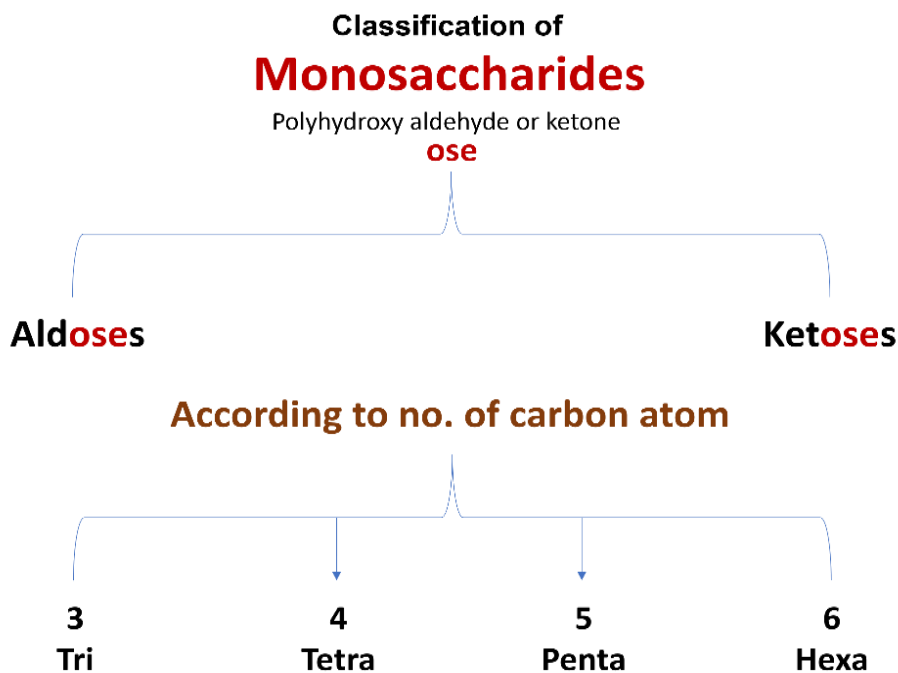 Classification of
Monosaccharides
Polyhydroxy aldehyde or ketone
ose
Aldoses
Ketoses
According to no. of carbon atom
3
4
5
6
Tri
Tetra
Penta
Hexa